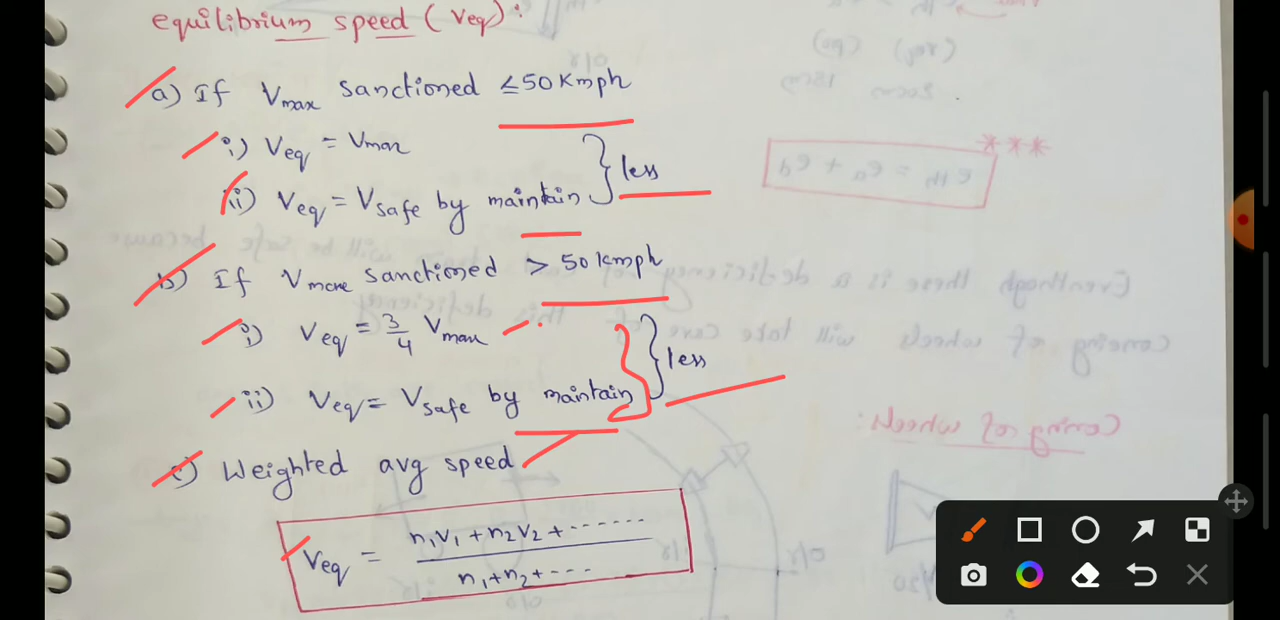 equilibrium speed (Veq):
a) If Vmax sanctioned ≤50 Kmph
i) Veq = Vmax
ii) Veq = Vsafe by maintain } less
b) If Vmax sanctioned > 50 kmph
i) Veq = 3/4 Vmax
ii) Veq = Vsafe by maintain } less
c) Weighted avg speed
Veq = n1v1 + n2v2 + ------ / n1+n2+---